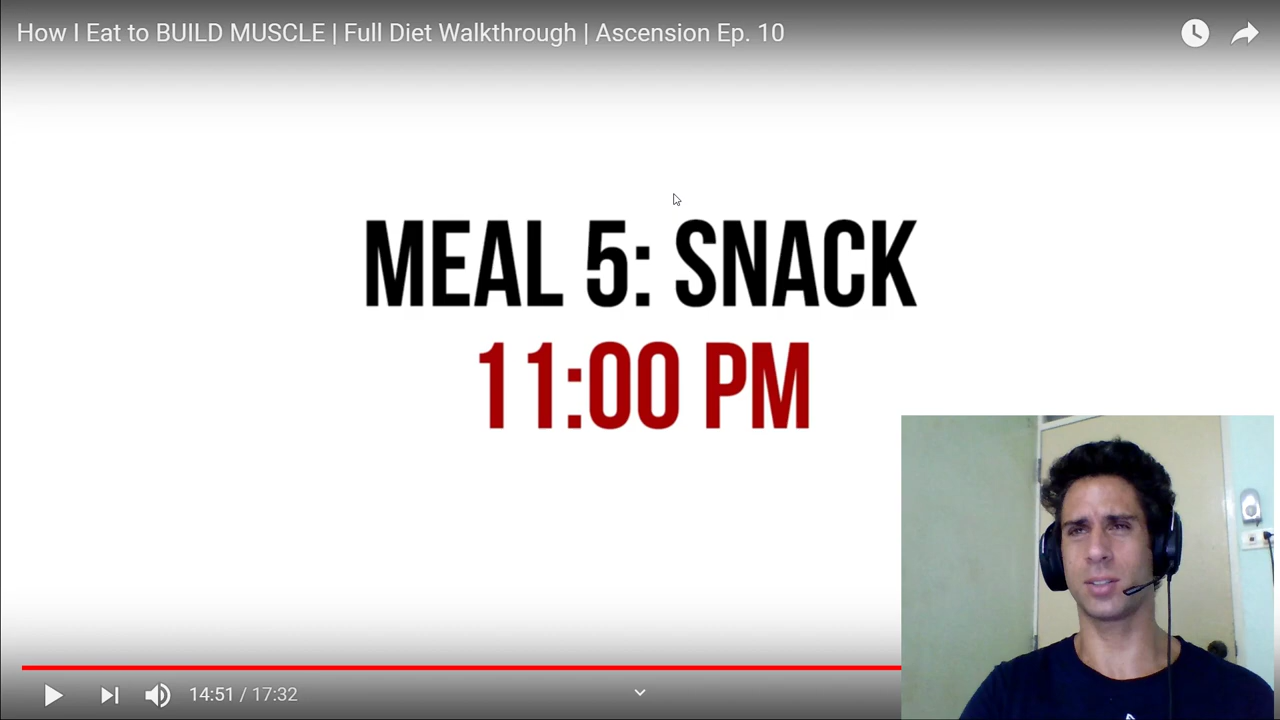 How I Eat to BUILD MUSCLE | Full Diet Walkthrough | Ascension Ep. 10
MEAL 5: SNACK
11:00 PM
14:51 / 17:32